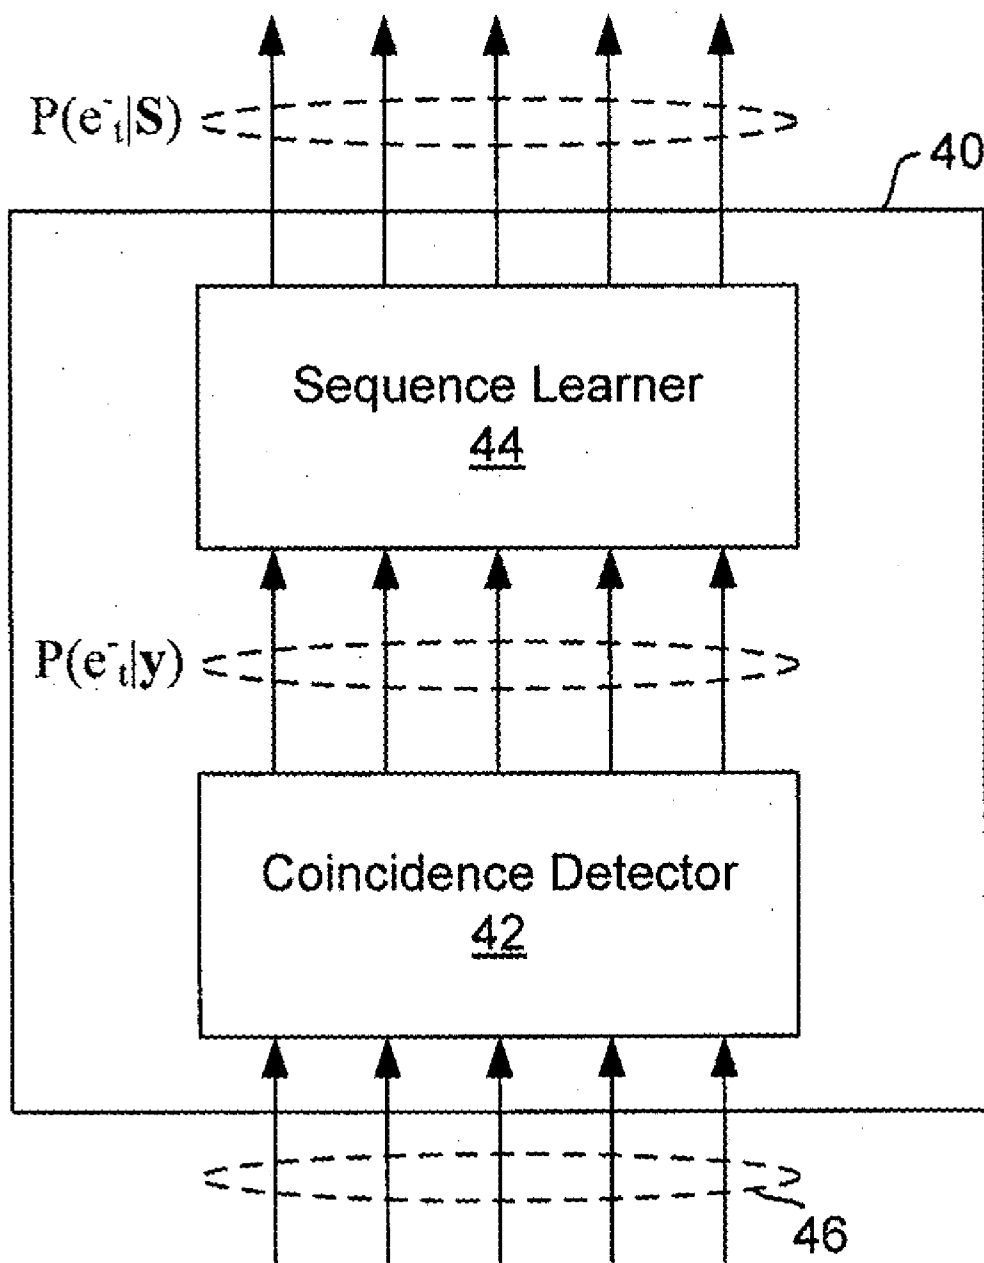 P(e⁻ₜ|S)
40
Sequence Learner
44
P(e⁻ₜ|y)
Coincidence Detector
42
46